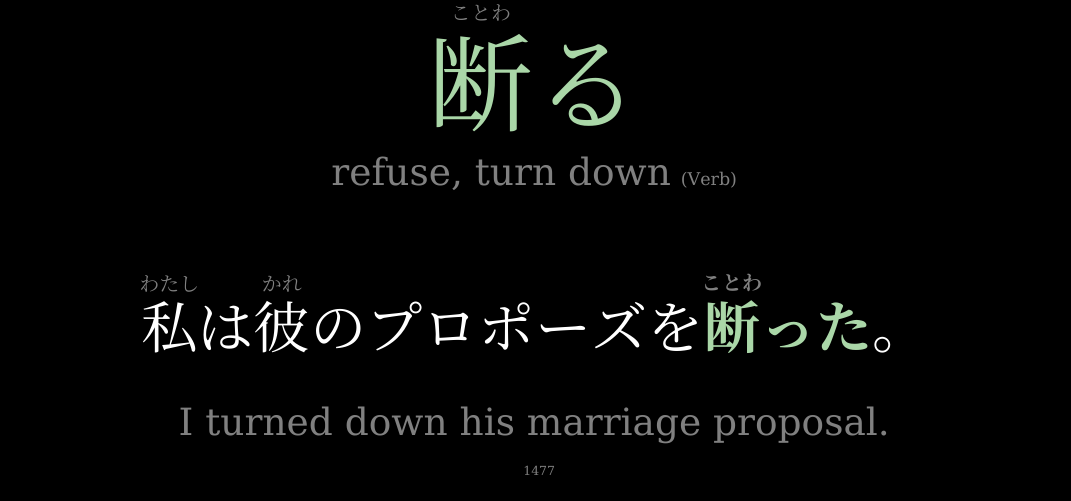 ことわ
断る
refuse, turn down (Verb)
わたし かれ ことわ
私は彼のプロポーズを断った。
I turned down his marriage proposal.
1477